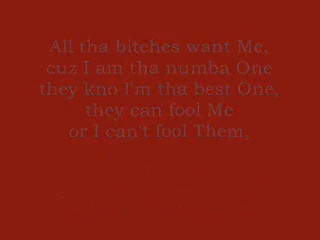 All tha bitches want Me,
cuz I am tha numba One
they kno I'm tha best One,
they can fool Me
or I can't fool Them,